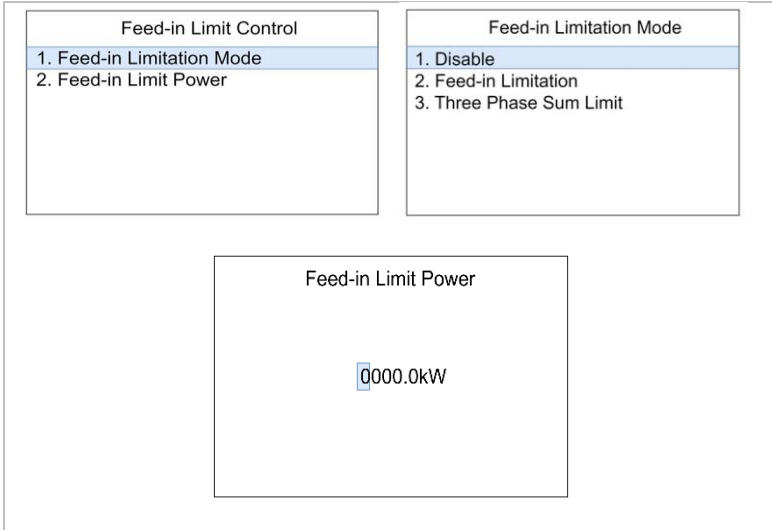 Feed-in Limit Control
1. Feed-in Limitation Mode
2. Feed-in Limit Power
Feed-in Limitation Mode
1. Disable
2. Feed-in Limitation
3. Three Phase Sum Limit
Feed-in Limit Power
0000.0kW